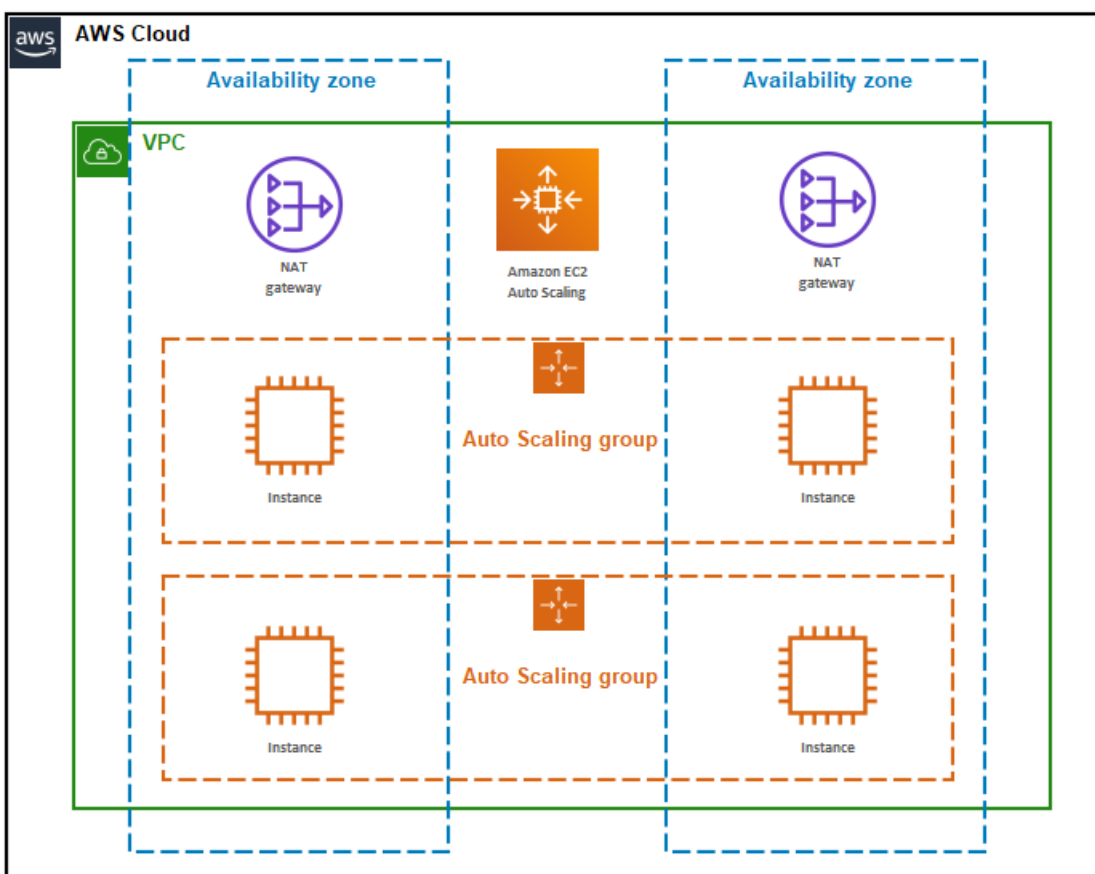 aws
AWS Cloud
Availability zone
Availability zone
VPC
NAT
gateway
Amazon EC2
Auto Scaling
NAT
gateway
Instance
Auto Scaling group
Instance
Instance
Auto Scaling group
Instance